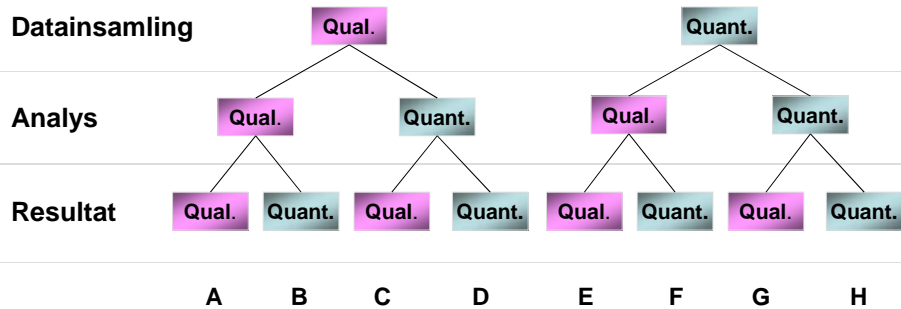 Datainsamling Qual. Quant.
Analys Qual. Quant. Qual. Quant.
Resultat Qual. Quant. Qual. Quant. Qual. Quant. Qual. Quant.
A B C D E F G H